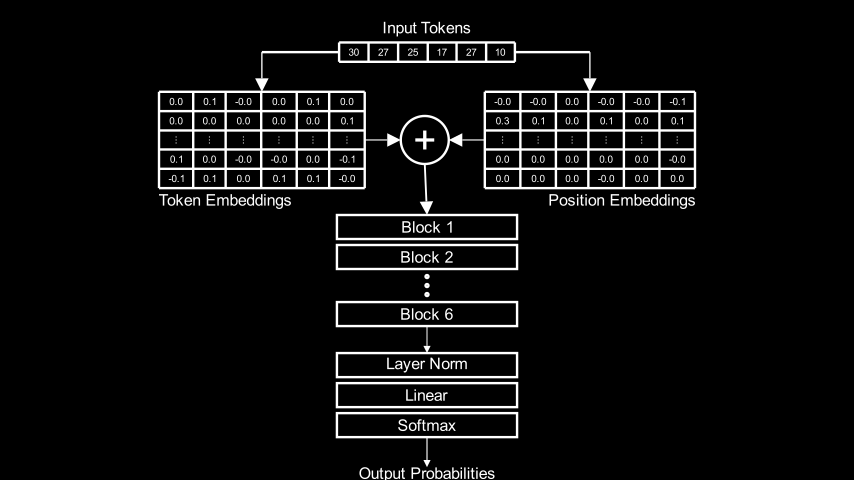 Input Tokens
30 27 25 17 27 10
0.0 0.1 -0.0 0.0 0.1 0.0
0.0 0.0 0.0 0.0 0.0 0.1
⋮ ⋮ ⋮ ⋮ ⋮ ⋮
0.1 0.0 -0.0 -0.0 0.0 -0.1
-0.1 0.1 0.0 0.1 0.1 -0.0
Token Embeddings
+
-0.0 -0.0 0.0 -0.0 -0.0 -0.1
0.3 0.1 0.0 0.1 0.0 0.1
⋮ ⋮ ⋮ ⋮ ⋮ ⋮
0.0 0.0 0.0 0.0 0.0 -0.0
0.0 0.0 0.0 -0.0 0.0 0.0
Position Embeddings
Block 1
Block 2
⋮
Block 6
Layer Norm
Linear
Softmax
Output Probabilities